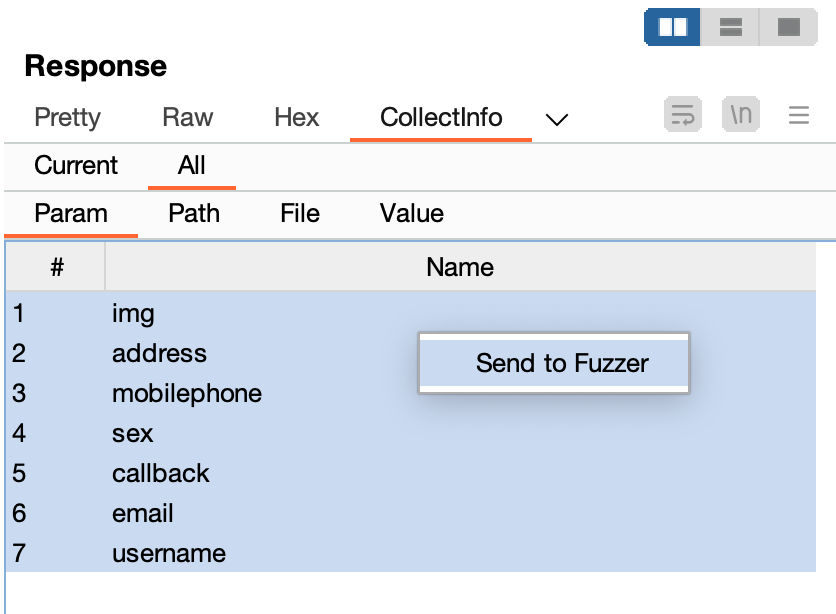 Response
Pretty Raw Hex CollectInfo \n
Current All
Param Path File Value
# Name
1 img
2 address
Send to Fuzzer
3 mobilephone
4 sex
5 callback
6 email
7 username